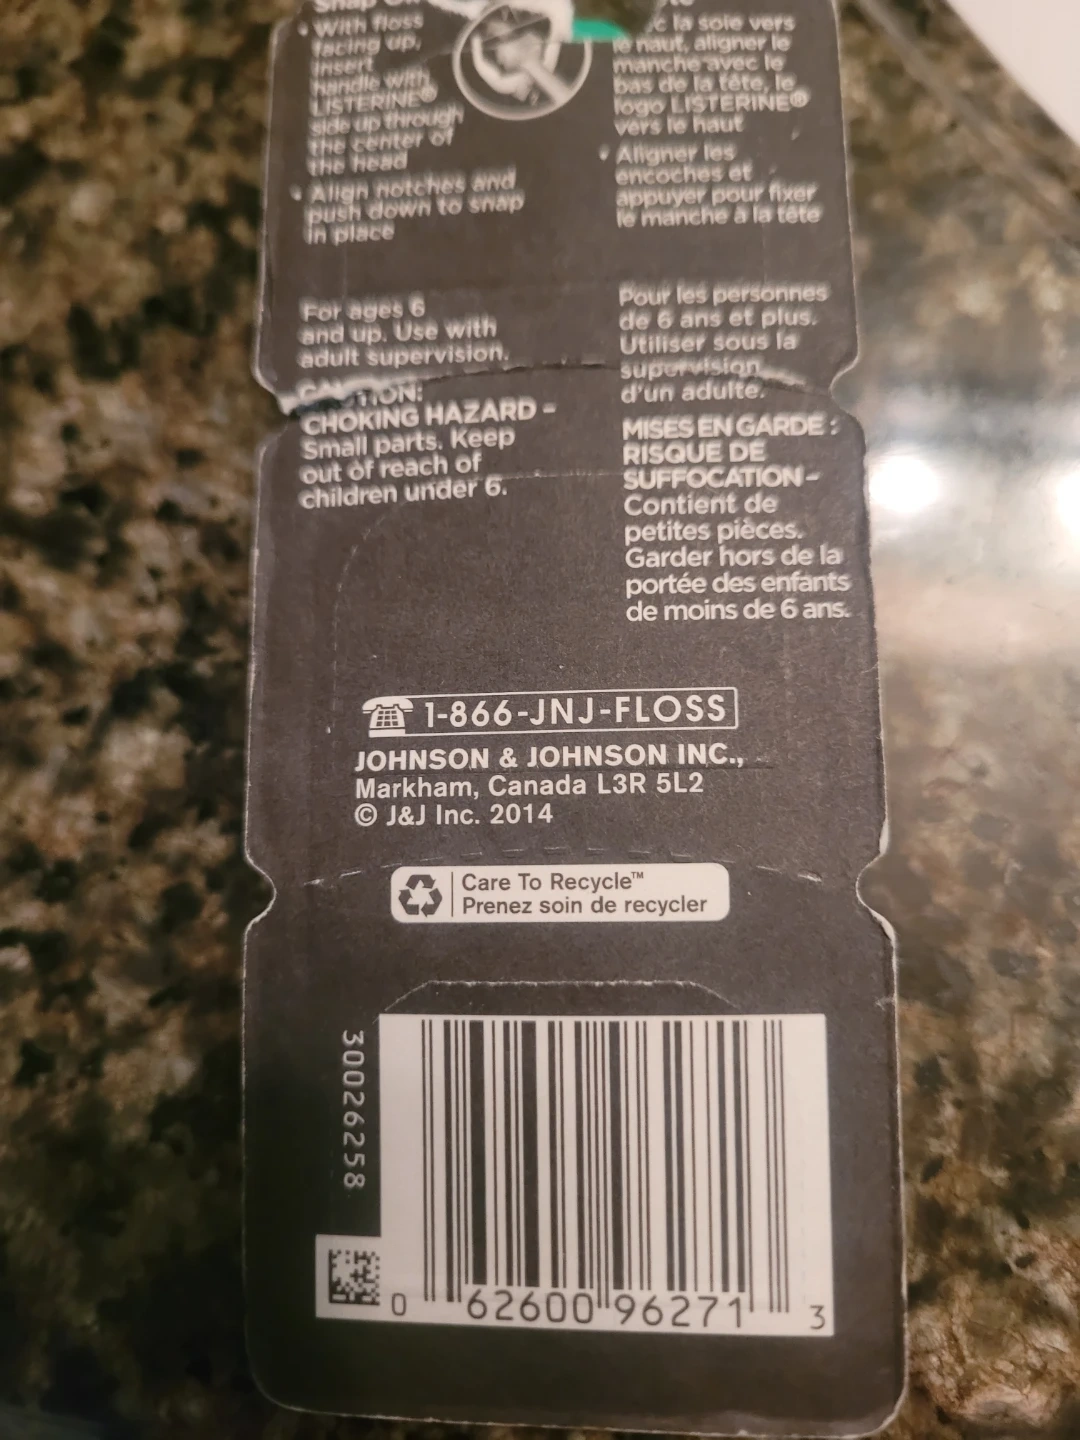 Snap On
• With floss
facing up,
insert
handle with
LISTERINE®
side up through
the center of
the head
• Align notches and
push down to snap
in place
For ages 6
and up. Use with
adult supervision.
CAUTION:
CHOKING HAZARD –
Small parts. Keep
out of reach of
children under 6.
la soie vers
le haut, aligner le
manche avec le
bas de la tête, le
logo LISTERINE®
vers le haut
• Aligner les
encoches et
appuyer pour fixer
le manche à la tête
Pour les personnes
de 6 ans et plus.
Utiliser sous la
supervision
d'un adulte.
MISES EN GARDE :
RISQUE DE
SUFFOCATION –
Contient de
petites pièces.
Garder hors de la
portée des enfants
de moins de 6 ans.
1-866-JNJ-FLOSS
JOHNSON & JOHNSON INC.,
Markham, Canada L3R 5L2
© J&J Inc. 2014
Care To Recycle™
Prenez soin de recycler
30026258
0 62600 96271 3